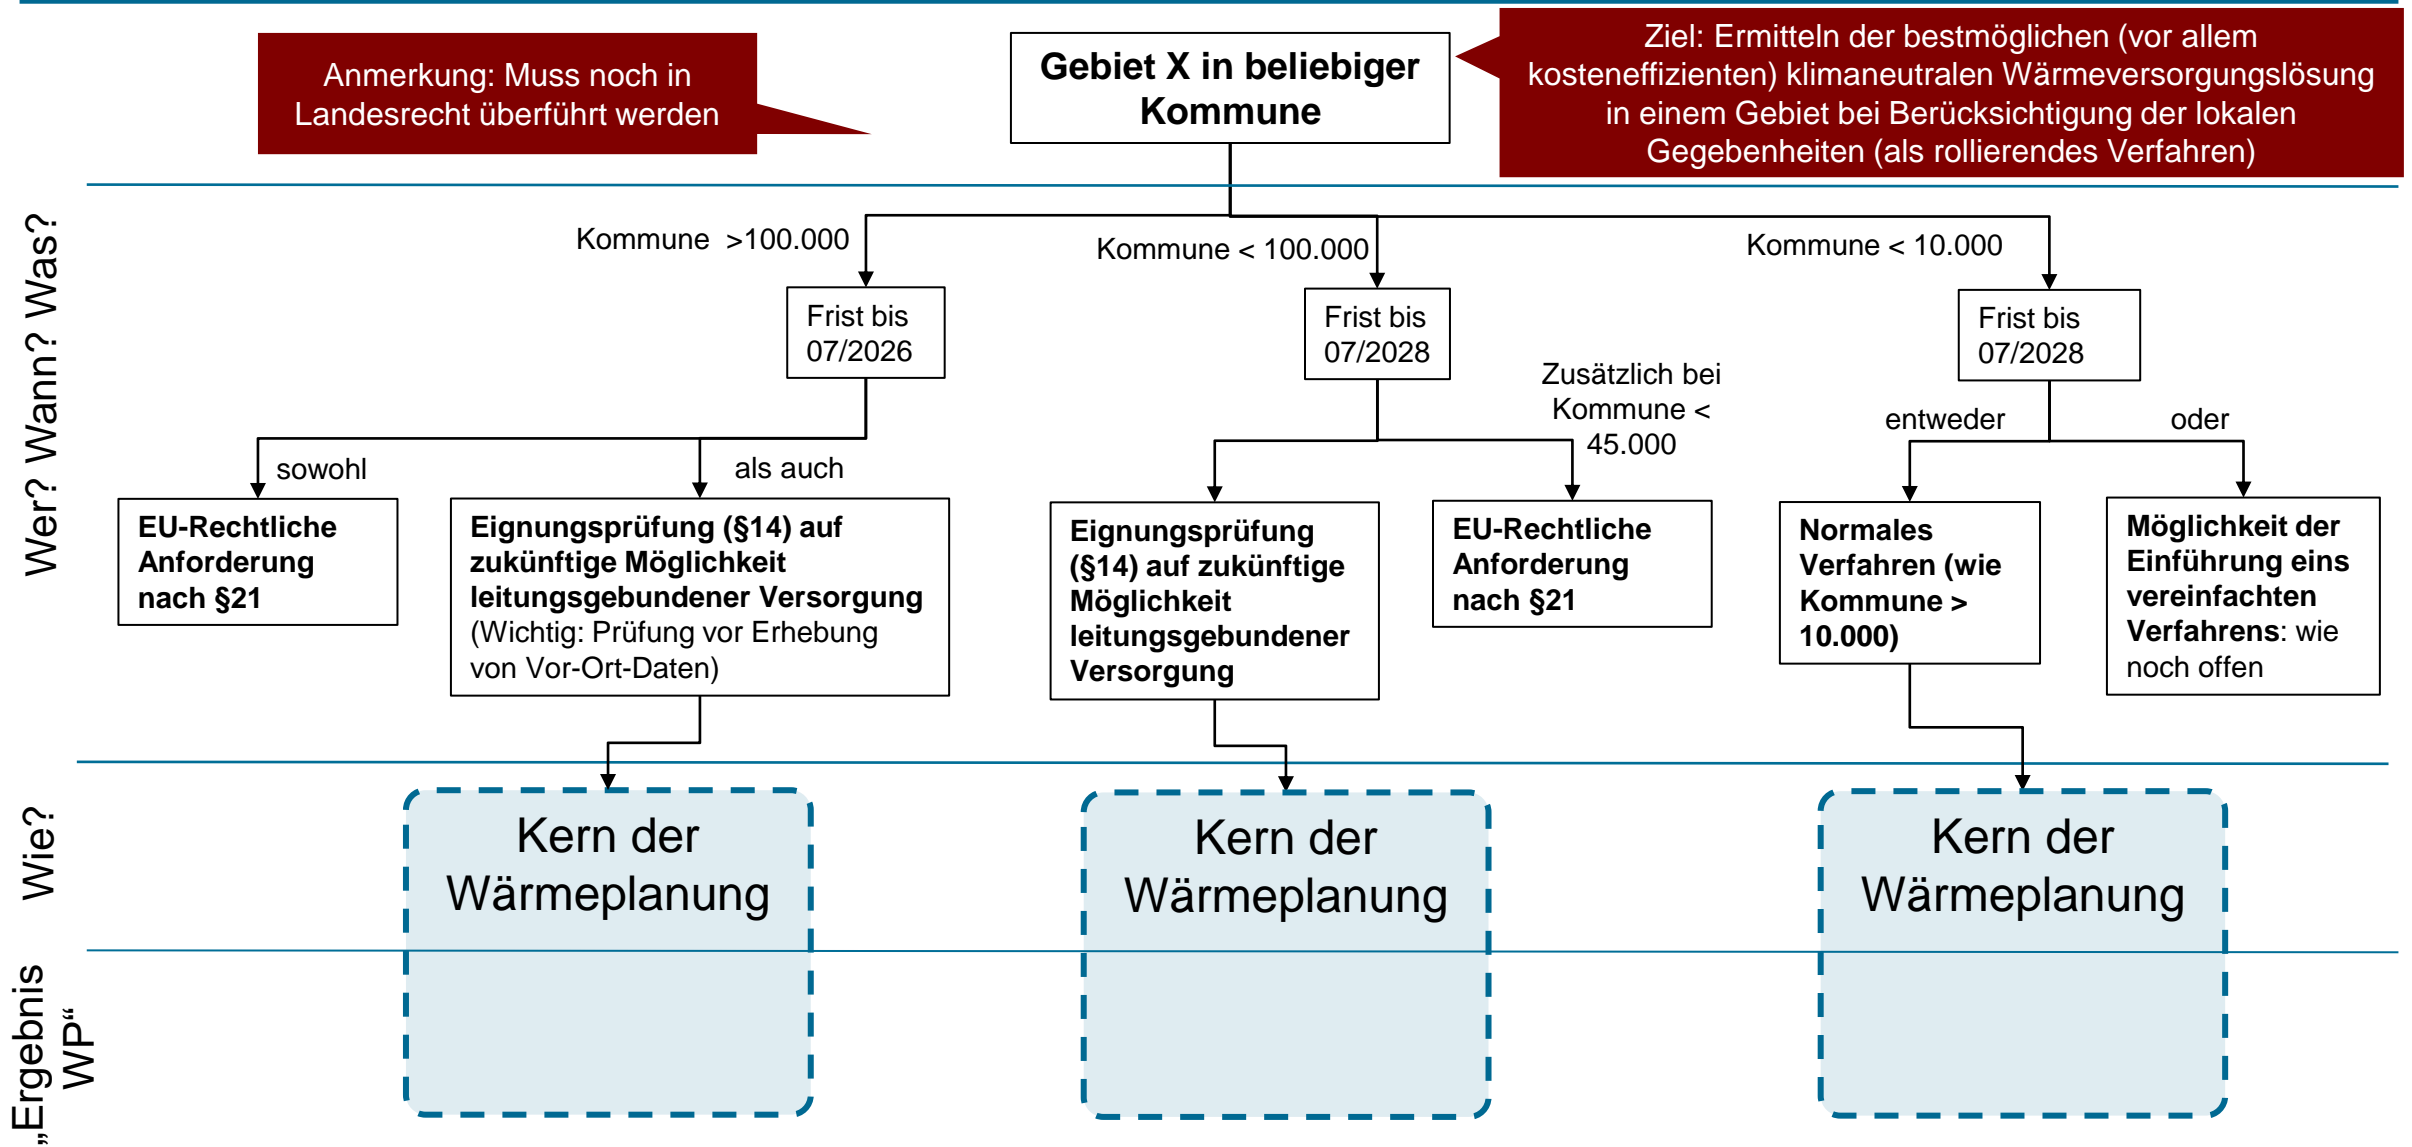 Anmerkung: Muss noch in
Landesrecht überführt werden
Gebiet X in beliebiger
Kommune
Ziel: Ermitteln der bestmöglichen (vor allem
kosteneffizienten) klimaneutralen Wärmeversorgungslösung
in einem Gebiet bei Berücksichtigung der lokalen
Gegebenheiten (als rollierendes Verfahren)
Wer? Wann? Was?
Kommune >100.000
Kommune < 100.000
Kommune < 10.000
Frist bis
07/2026
Frist bis
07/2028
Frist bis
07/2028
Zusätzlich bei
Kommune <
45.000
sowohl
als auch
entweder
oder
EU-Rechtliche
Anforderung
nach §21
Eignungsprüfung (§14) auf
zukünftige Möglichkeit
leitungsgebundener Versorgung
(Wichtig: Prüfung vor Erhebung
von Vor-Ort-Daten)
Eignungsprüfung
(§14) auf zukünftige
Möglichkeit
leitungsgebundener
Versorgung
EU-Rechtliche
Anforderung
nach §21
Normales
Verfahren (wie
Kommune >
10.000)
Möglichkeit der
Einführung eins
vereinfachten
Verfahrens: wie
noch offen
Wie?
Kern der
Wärmeplanung
Kern der
Wärmeplanung
Kern der
Wärmeplanung
„Ergebnis
WP“